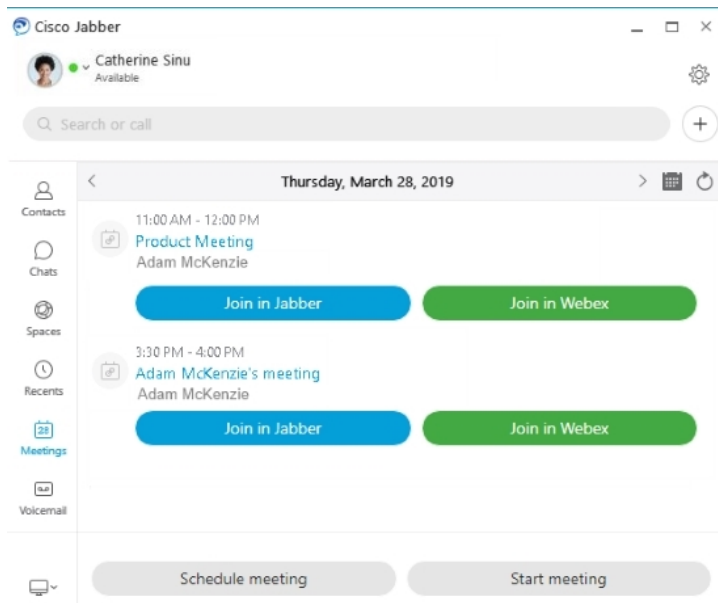 Cisco Jabber
Catherine Sinu
Available
Search or call
Contacts
Chats
Spaces
Recents
28
Meetings
Voicemail
Thursday, March 28, 2019
11:00 AM - 12:00 PM
Product Meeting
Adam McKenzie
Join in Jabber Join in Webex
3:30 PM - 4:00 PM
Adam McKenzie's meeting
Adam McKenzie
Join in Jabber Join in Webex
Schedule meeting Start meeting